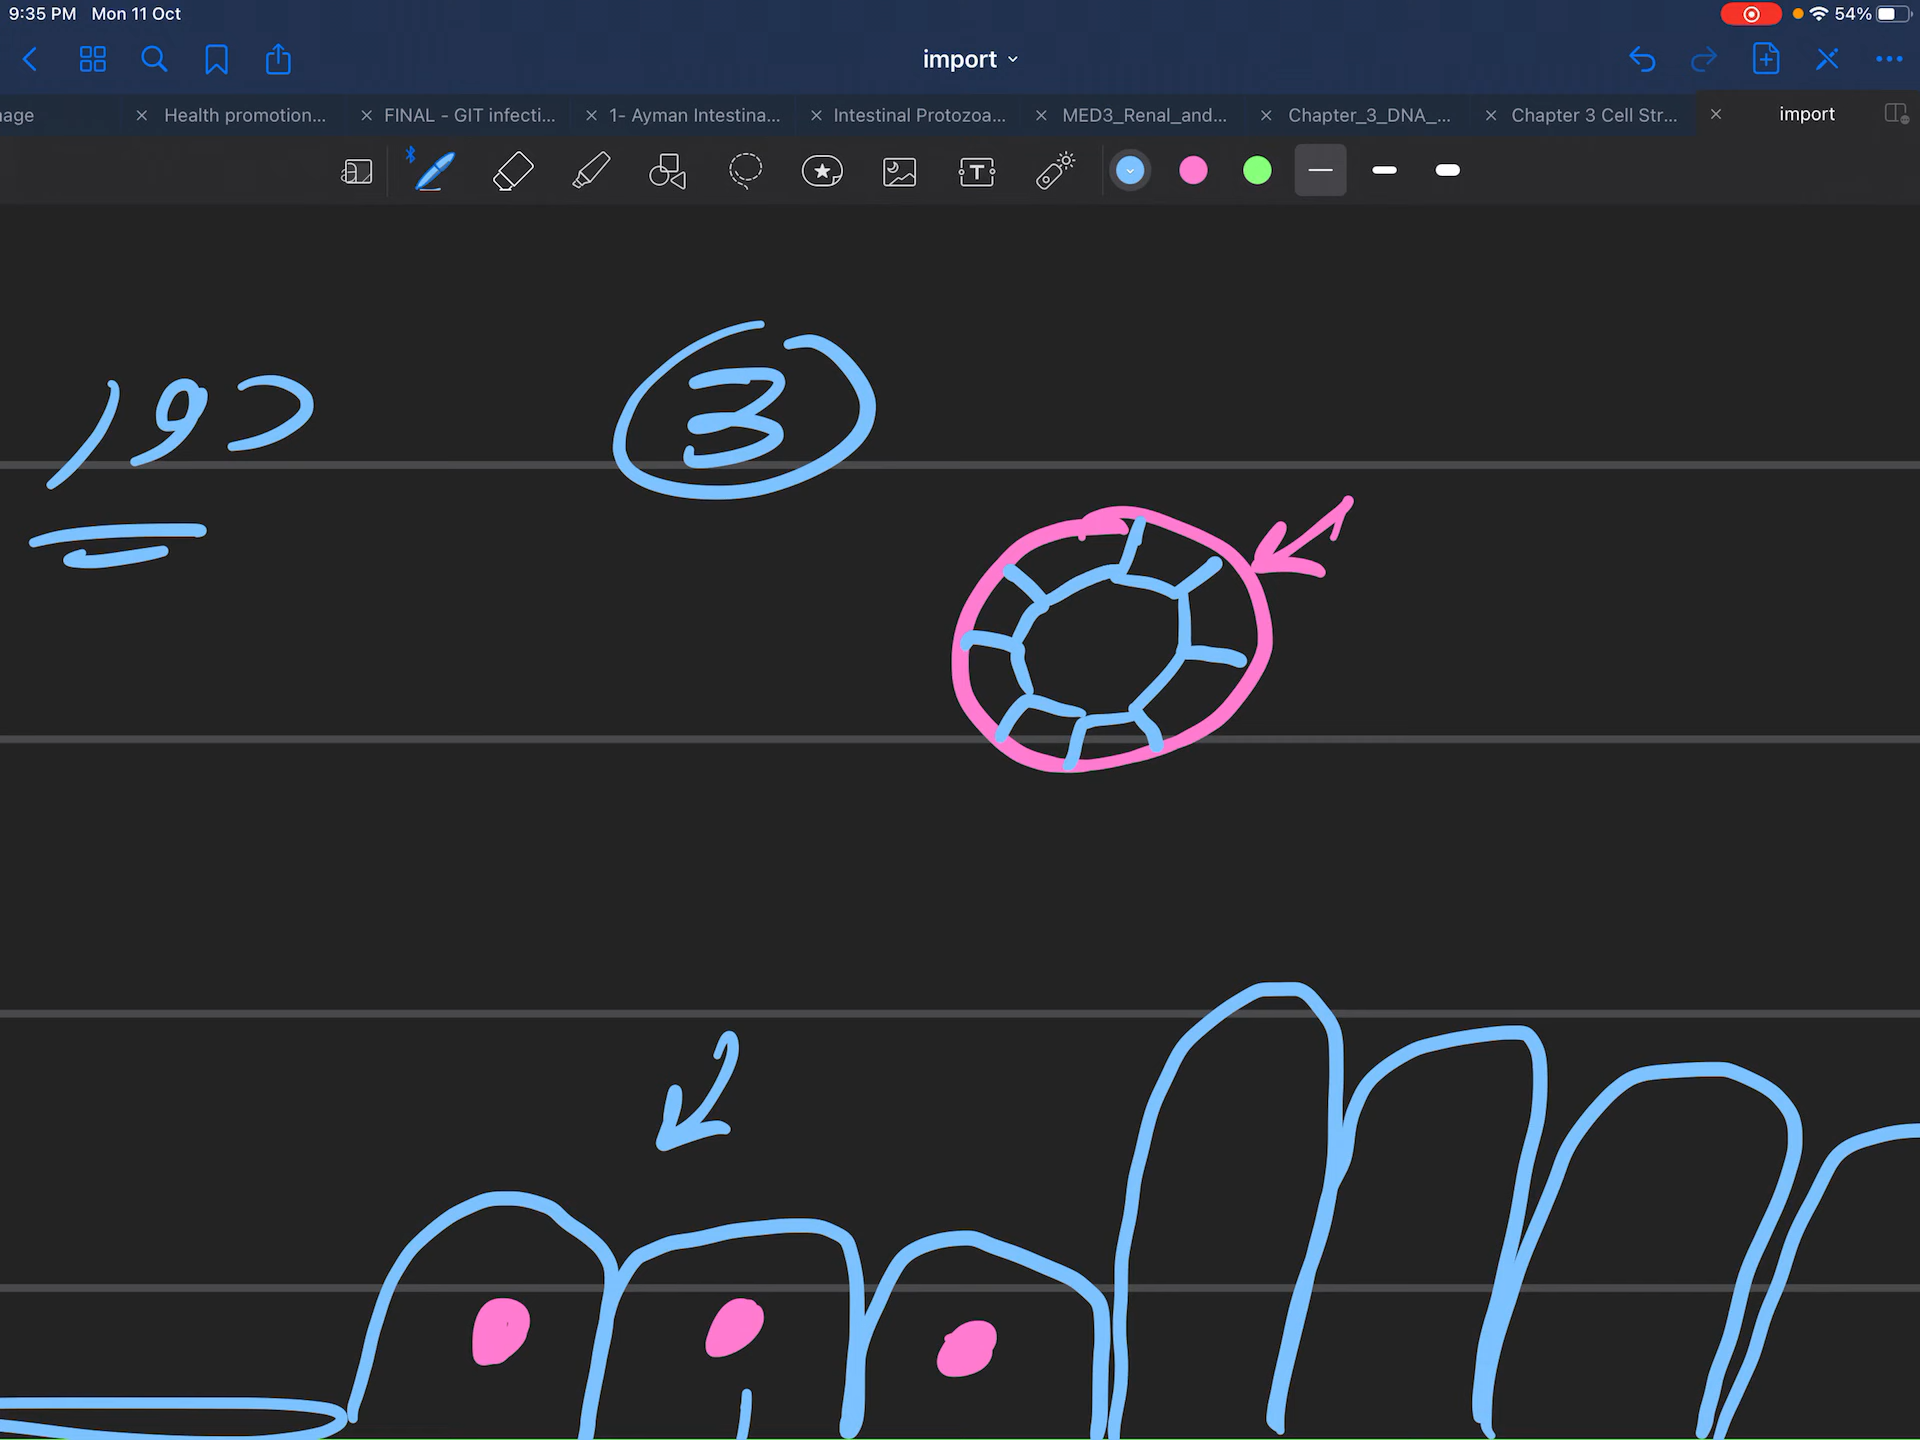 9:35 PM Mon 11 Oct 54%
import
age × Health promotion... × FINAL - GIT infecti... × 1- Ayman Intestina... × Intestinal Protozoa... × MED3_Renal_and... × Chapter_3_DNA_... × Chapter 3 Cell Str... × import
T
3